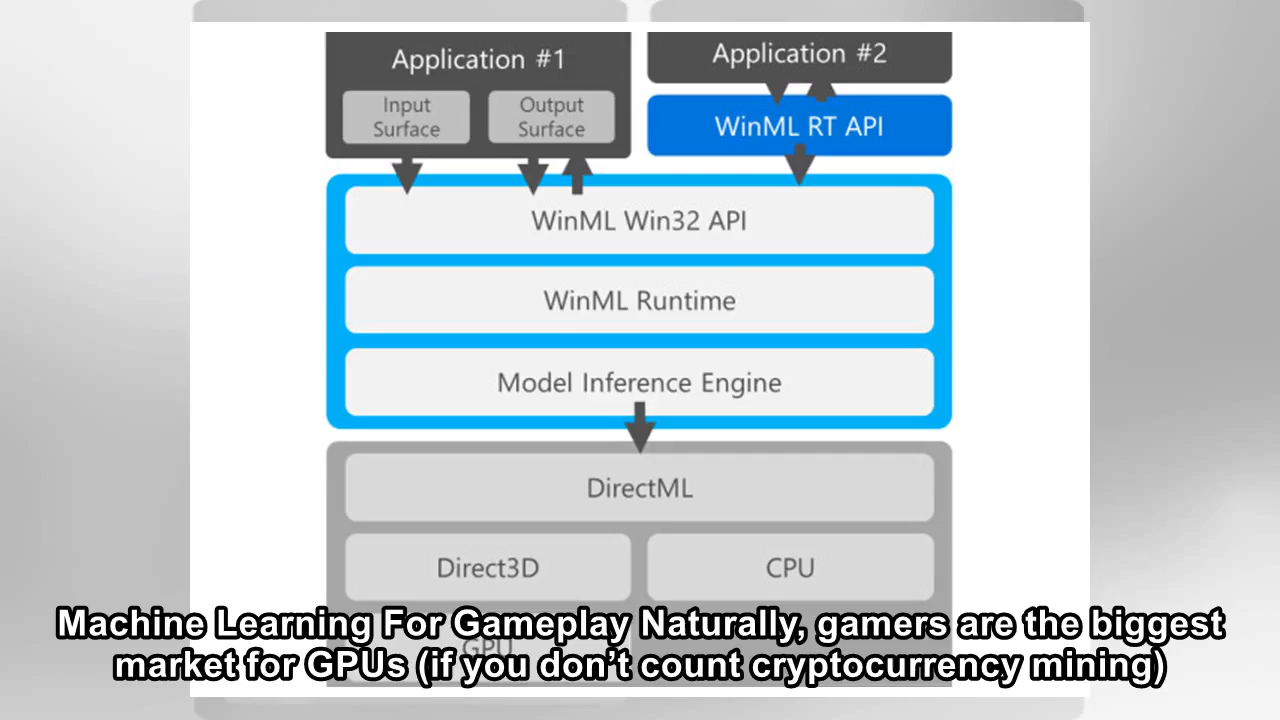 Application #1
Application #2
Input
Surface
Output
Surface
WinML RT API
WinML Win32 API
WinML Runtime
Model Inference Engine
DirectML
Direct3D
CPU
GPU
Machine Learning For Gameplay Naturally, gamers are the biggest
market for GPUs (if you don’t count cryptocurrency mining)